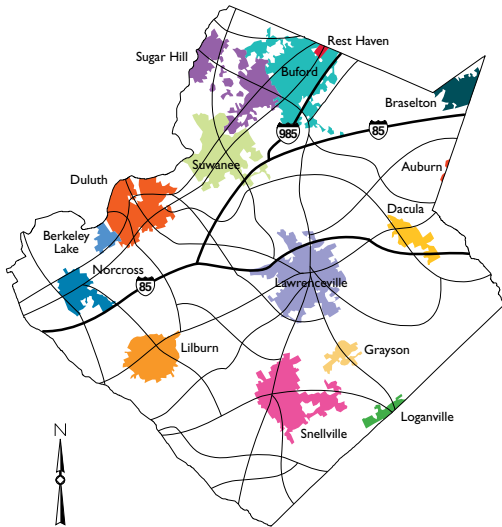 Rest Haven
Sugar Hill
Buford
Braselton
985
85
Suwanee
Auburn
Duluth
Dacula
Berkeley
Lake
Norcross
85
Lawrenceville
Lilburn
Grayson
Loganville
Snellville
N